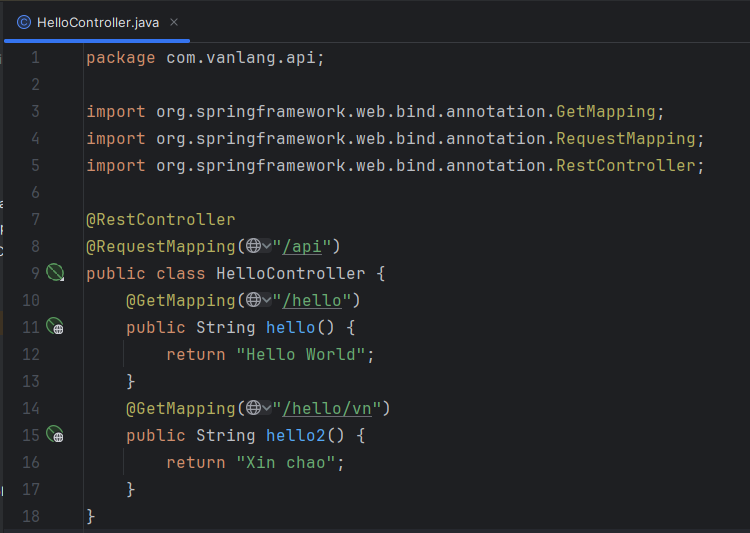 HelloController.java
1 package com.vanlang.api;
2
3 import org.springframework.web.bind.annotation.GetMapping;
4 import org.springframework.web.bind.annotation.RequestMapping;
5 import org.springframework.web.bind.annotation.RestController;
6
7 @RestController
8 @RequestMapping("/api")
9 public class HelloController {
10     @GetMapping("/hello")
11     public String hello() {
12         return "Hello World";
13     }
14     @GetMapping("/hello/vn")
15     public String hello2() {
16         return "Xin chao";
17     }
18 }